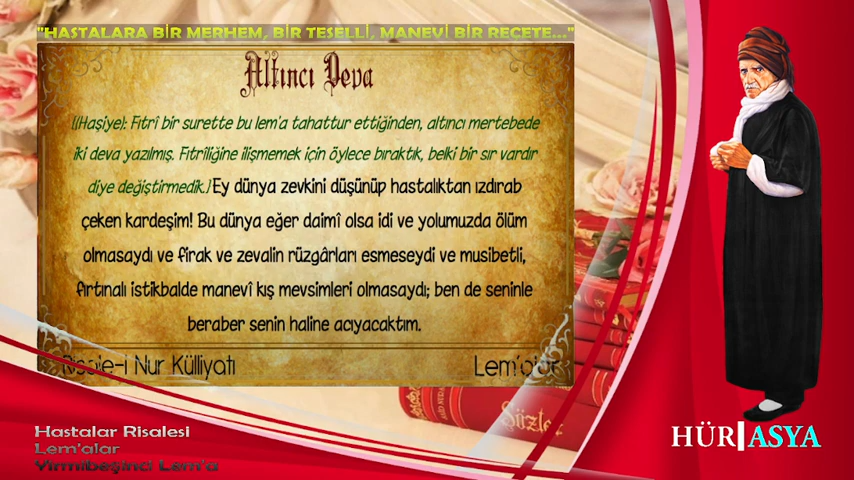 "HASTALARA BİR MERHEM, BİR TESELLİ, MANEVİ BİR REÇETE..."
Altıncı Deva
[(Haşiye): Fıtrî bir surette bu lem'a tahattur ettiğinden, altıncı mertebede
iki deva yazılmış. Fıtrîliğine ilişmemek için öylece bıraktık, belki bir sır vardır
diye değiştirmedik.] Ey dünya zevkini düşünüp hastalıktan ızdırab
çeken kardeşim! Bu dünya eğer daimî olsa idi ve yolumuzda ölüm
olmasaydı ve firak ve zevalin rüzgârları esmeseydi ve musibetli,
fırtınalı istikbalde manevî kış mevsimleri olmasaydı; ben de seninle
beraber senin haline acıyacaktım.
Risale-i Nur Külliyatı Lem'alar
Sözler
Hastalar Risalesi
Lem'alar
Yirmibeşinci Lem'a
HÜR ASYA